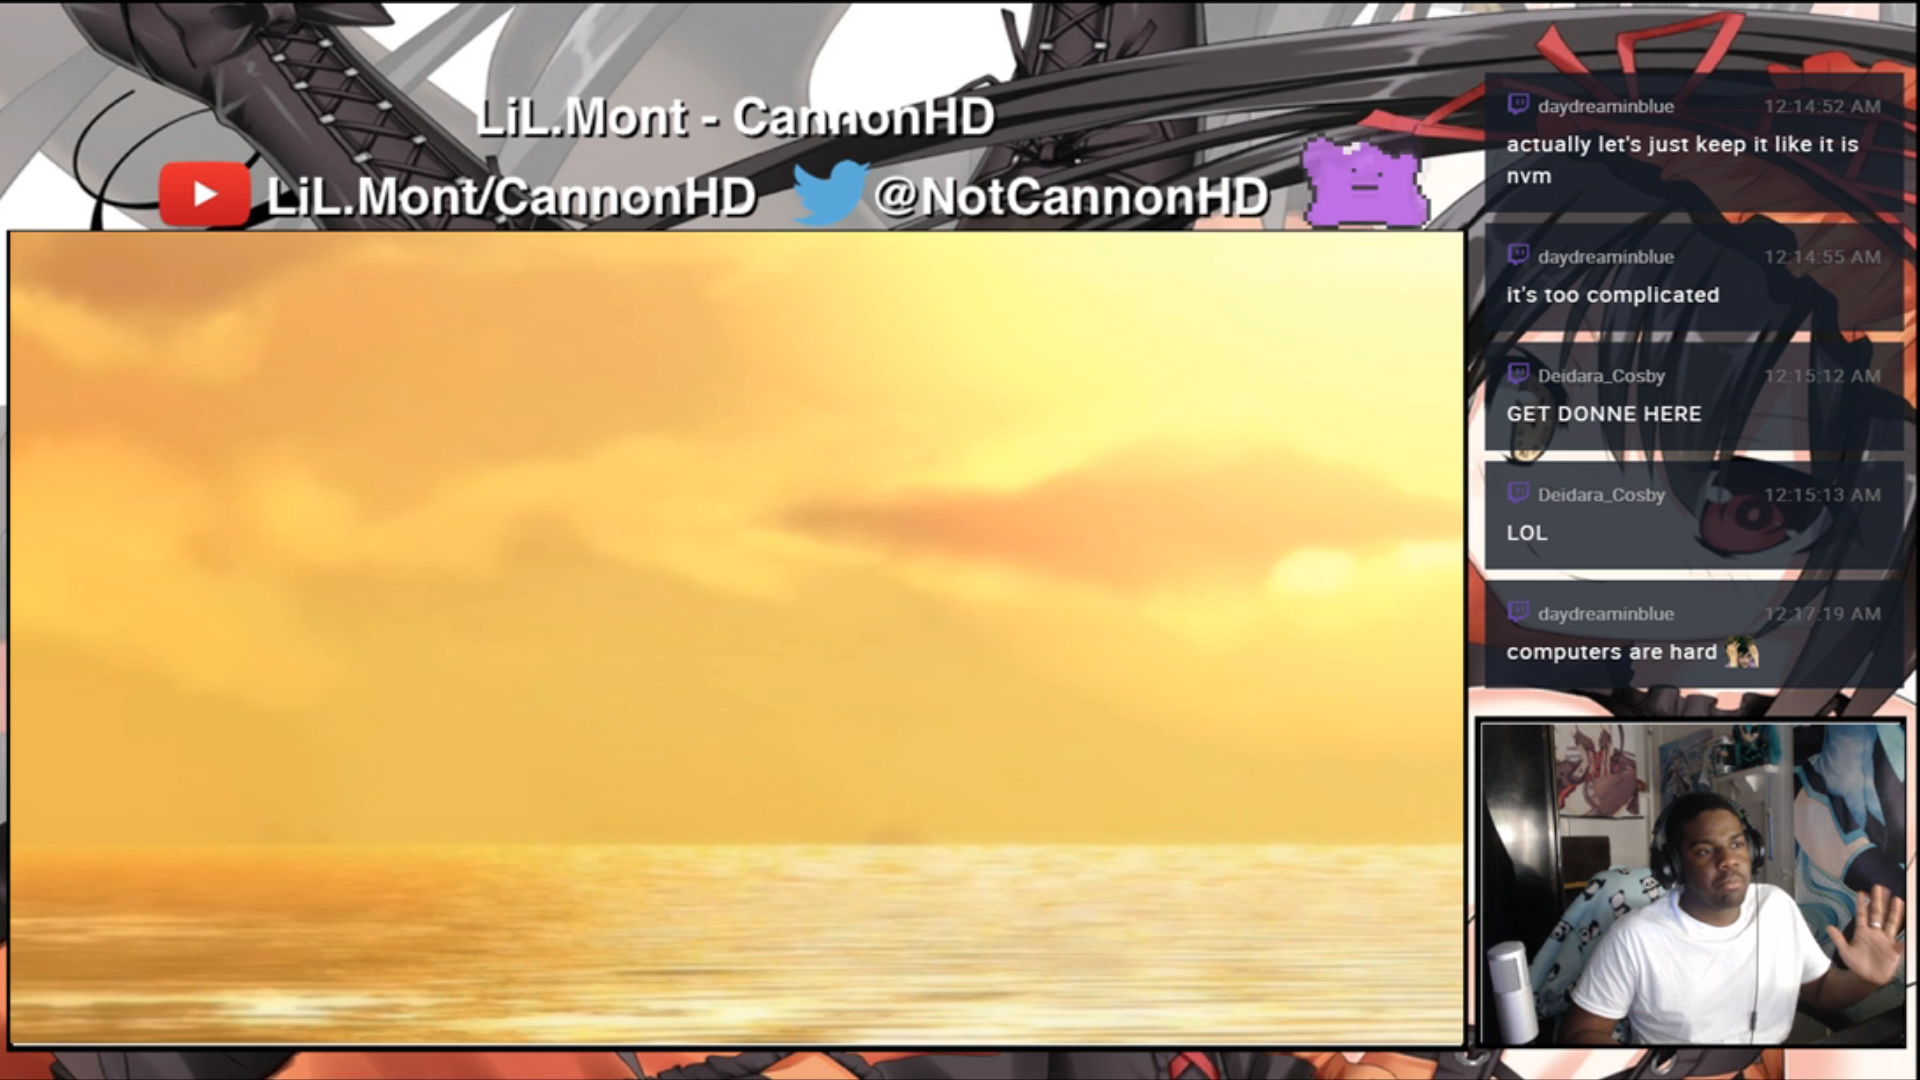 LiL.Mont - CannonHD
LiL.Mont/CannonHD @NotCannonHD
daydreaminblue 12:14:52 AM
actually let's just keep it like it is
nvm
daydreaminblue 12:14:55 AM
it's too complicated
Deidara_Cosby 12:15:12 AM
GET DONNE HERE
Deidara_Cosby 12:15:13 AM
LOL
daydreaminblue 12:17:19 AM
computers are hard